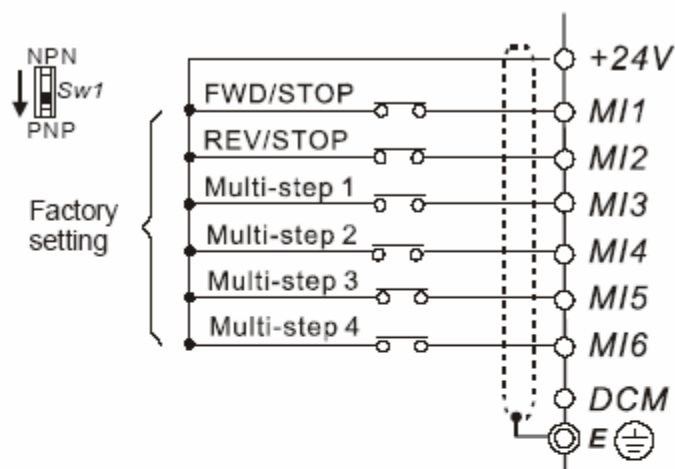 NPN
Sw1
PNP
Factory
setting
FWD/STOP
REV/STOP
Multi-step 1
Multi-step 2
Multi-step 3
Multi-step 4
+24V
MI1
MI2
MI3
MI4
MI5
MI6
DCM
E